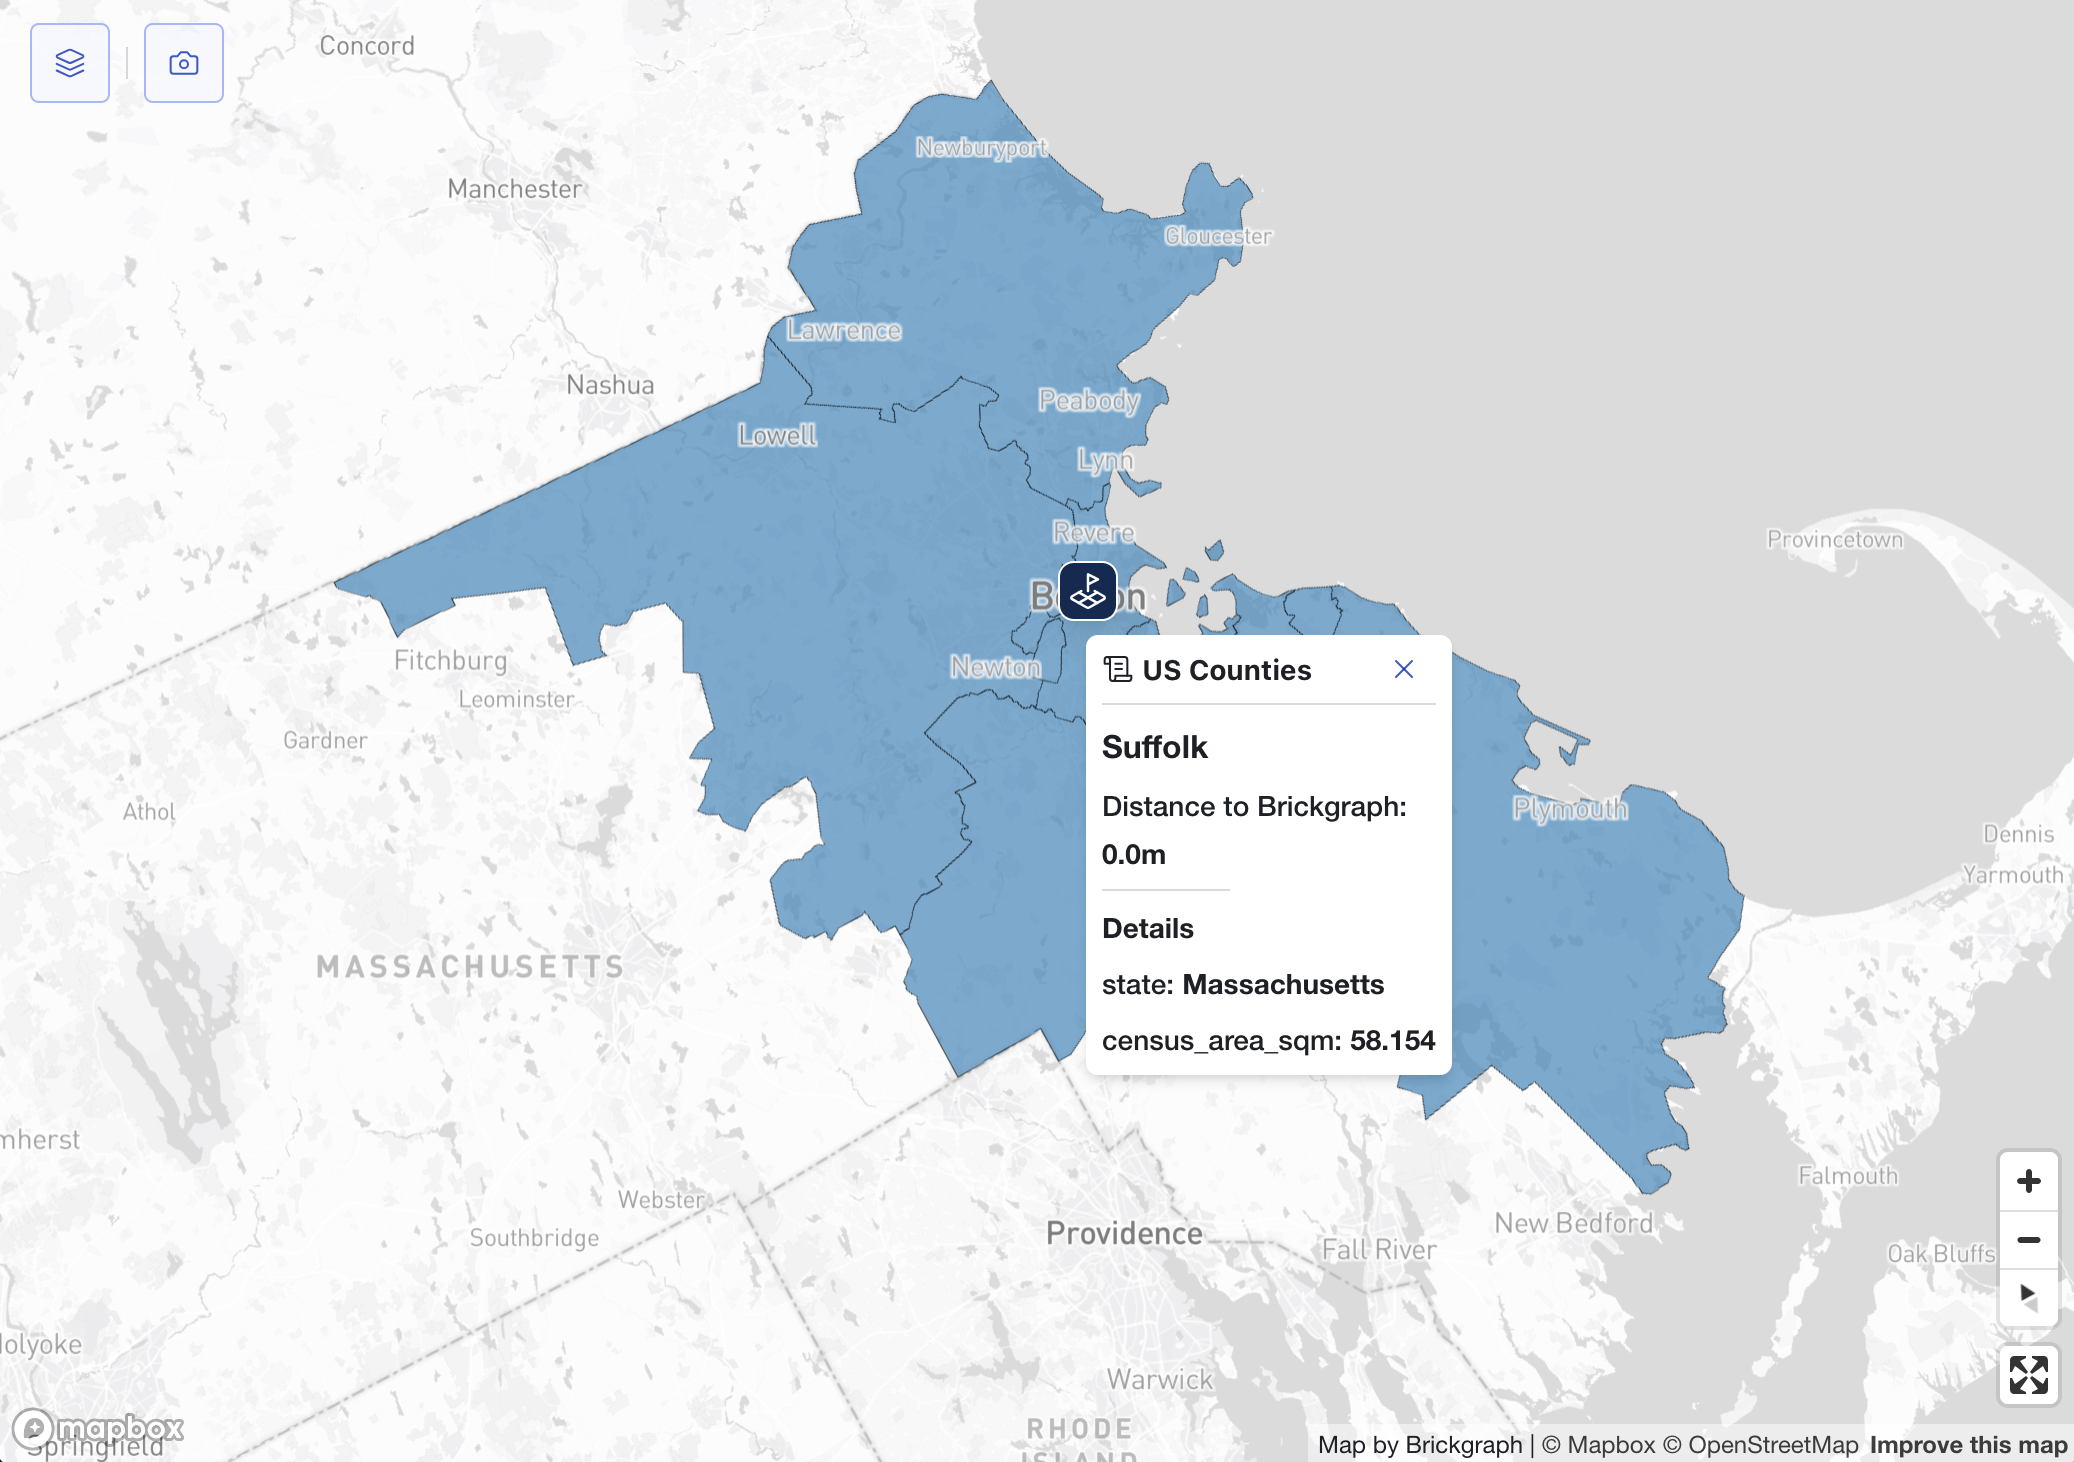 Concord
Newburyport
Manchester
Gloucester
Lawrence
Nashua
Peabody
Lowell
Lynn
Revere
Provincetown
Newton
Fitchburg
Leominster
Gardner
US Counties
Suffolk
Distance to Brickgraph:
0.0m
Details
state: Massachusetts
census_area_sqm: 58.154
Athol
Plymouth
Dennis
Yarmouth
MASSACHUSETTS
mherst
Falmouth
Webster
New Bedford
Southbridge
Providence
Fall River
Oak Bluffs
olyoke
Warwick
RHODE
ISLAND
mapbox
Springfield
Map by Brickgraph | © Mapbox © OpenStreetMap Improve this map